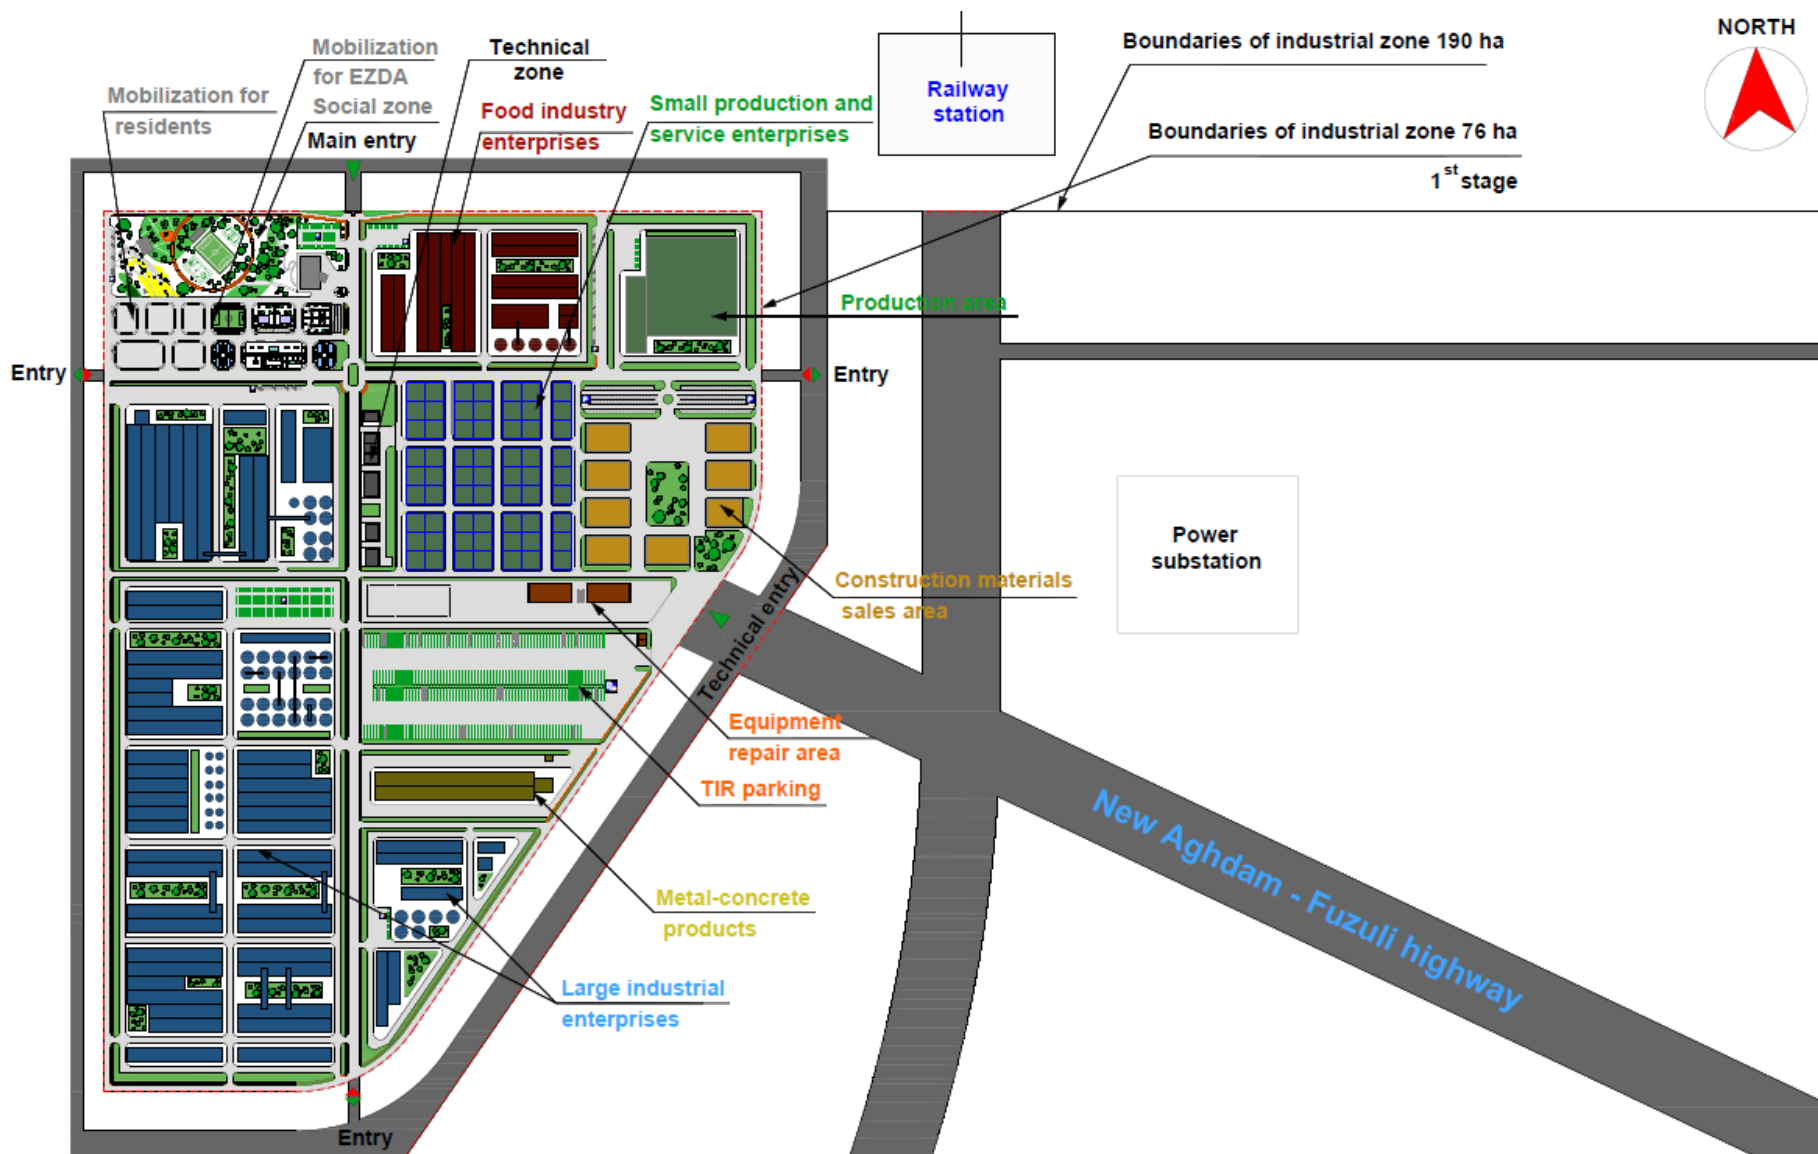 NORTH
Mobilization
for EZDA
Social zone
Main entry
Technical
zone
Boundaries of industrial zone 190 ha
Mobilization for
residents
Food industry
enterprises
Small production and
service enterprises
Railway
station
Boundaries of industrial zone 76 ha
1st stage
Production area
Entry
Entry
Power
substation
Construction materials
sales area
Technical entry
Equipment
repair area
TIR parking
New Aghdam - Fuzuli highway
Metal-concrete
products
Large industrial
enterprises
Entry